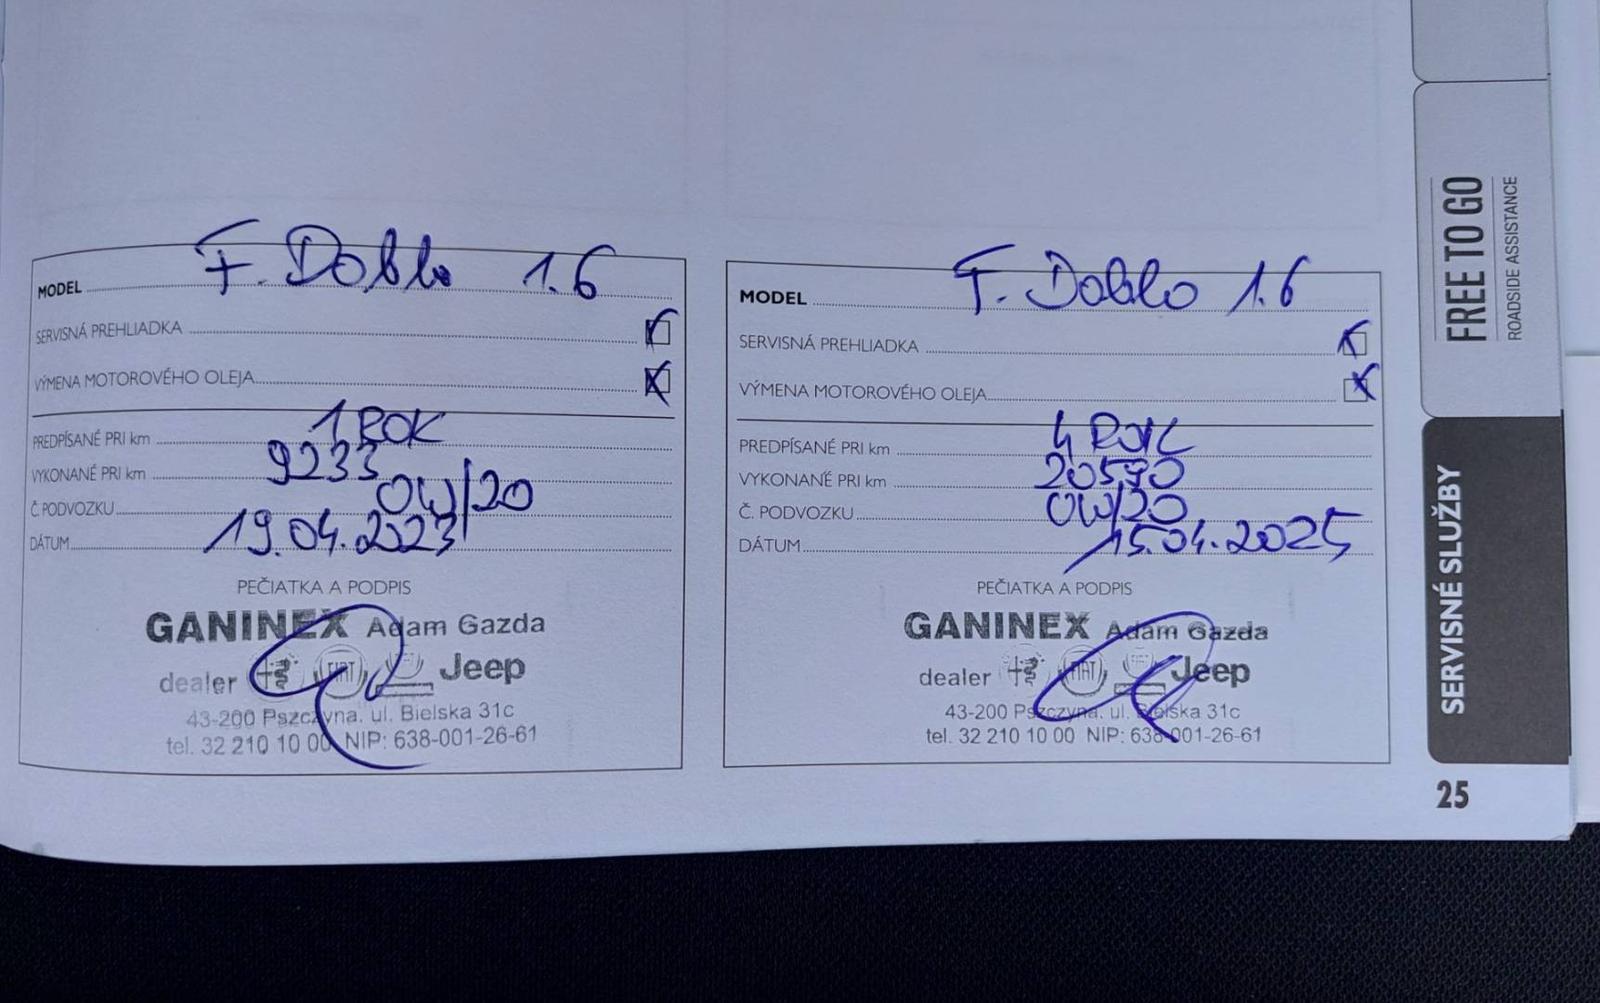 F. Doblo 1.6
MODEL
SERVISNÁ PREHLIADKA
VÝMENA MOTOROVÉHO OLEJA
1 ROK
PREDPÍSANÉ PRI km
9233
VYKONANÉ PRI km
0W/20
Č. PODVOZKU
19.04.2023
DÁTUM
PEČIATKA A PODPIS
GANINEX Adam Gazda
dealer FIAT Jeep
43-200 Pszczyna, ul. Bielska 31c
tel. 32 210 10 00 NIP: 638-001-26-61
F. Doblo 1.6
MODEL
SERVISNÁ PREHLIADKA
VÝMENA MOTOROVÉHO OLEJA
4 ROK
PREDPÍSANÉ PRI km
20590
VYKONANÉ PRI km
0W/20
Č. PODVOZKU
15.04.2025
DÁTUM
PEČIATKA A PODPIS
GANINEX Adam Gazda
dealer FIAT Jeep
43-200 Pszczyna, ul. Bielska 31c
tel. 32 210 10 00 NIP: 638-001-26-61
FREE TO GO
ROADSIDE ASSISTANCE
SERVISNÉ SLUŽBY
25